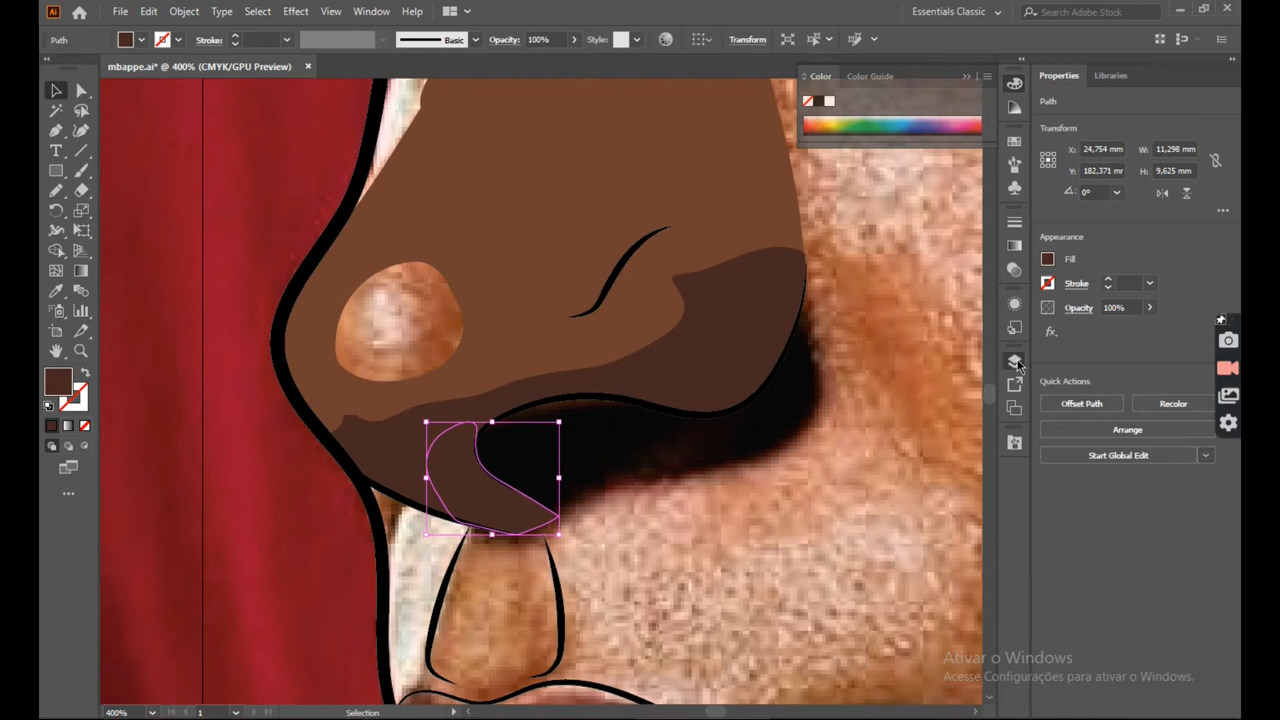 Ai File Edit Object Type Select Effect View Window Help Essentials Classic Search Adobe Stock
Path Stroke: Basic Opacity: 100% Style: Transform
mbappe.ai* @ 400% (CMYK/GPU Preview) ×
Color Color Guide
Properties Libraries
Path
Transform
X: 24,754 mm W: 11,298 mm
Y: 182,371 mr H: 9,625 mm
0°
Appearance
Fill
Stroke
Opacity 100%
fx.
Quick Actions
Offset Path Recolor
Arrange
Start Global Edit
Ativar o Windows
Acesse Configurações para ativar o Windows.
400% 1 Selection